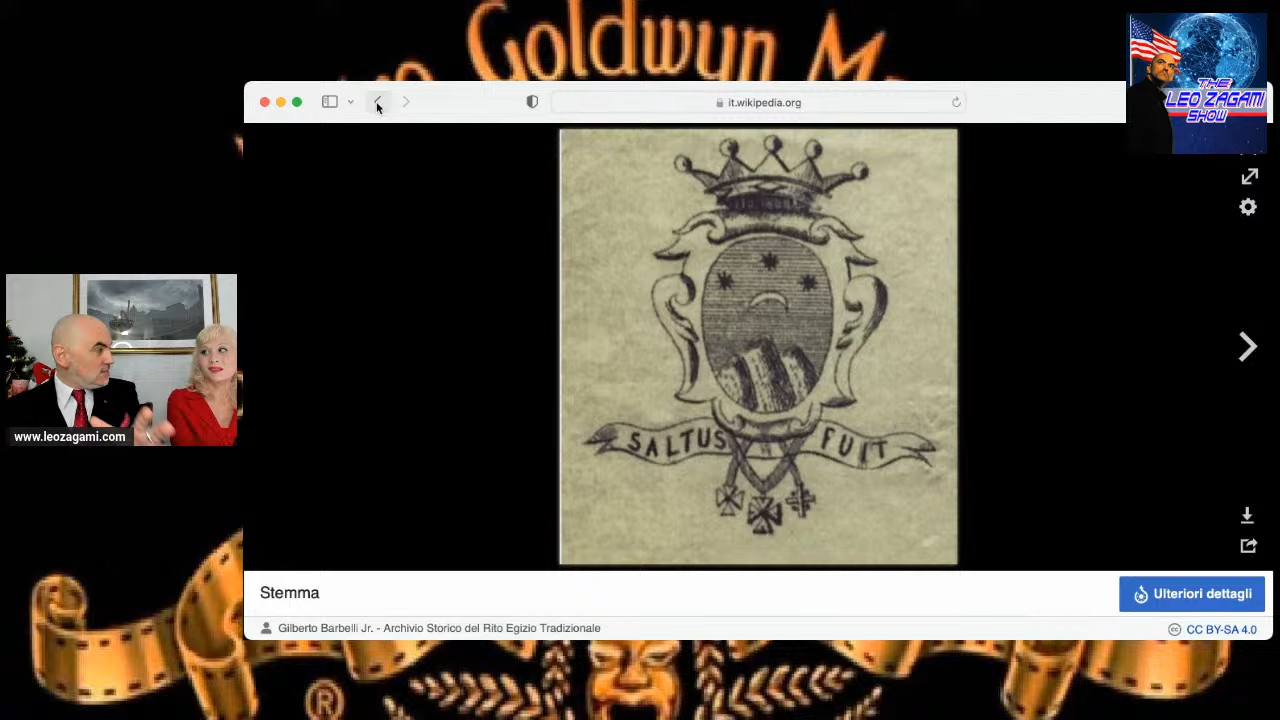 Goldwyn M
THE
LEO ZAGAMI
SHOW
it.wikipedia.org
SALTUS FUIT
www.leozagami.com
Stemma
Ulteriori dettagli
Gilberto Barbelli Jr. - Archivio Storico del Rito Egizio Tradizionale
CC BY-SA 4.0
®